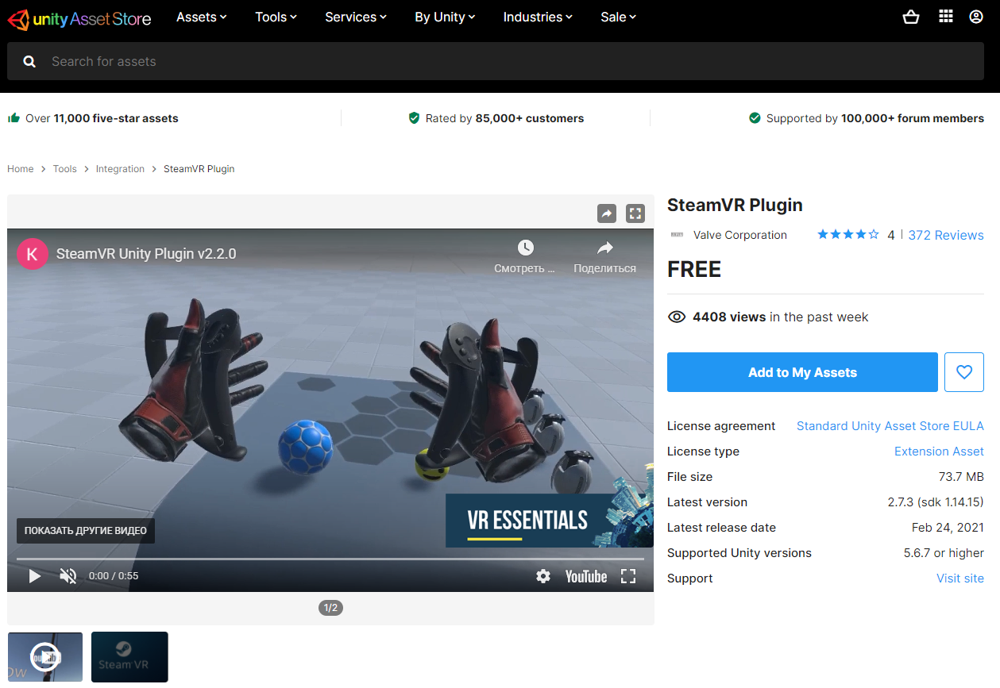 unity Asset Store Assets Tools Services By Unity Industries Sale
Search for assets
Over 11,000 five-star assets Rated by 85,000+ customers Supported by 100,000+ forum members
Home > Tools > Integration > SteamVR Plugin
K SteamVR Unity Plugin v2.2.0
Смотреть ... Поделиться
VR ESSENTIALS
ПОКАЗАТЬ ДРУГИЕ ВИДЕО
0:00 / 0:55 YouTube
1/2
Steam VR
SteamVR Plugin
Valve Corporation 4 | 372 Reviews
FREE
4408 views in the past week
Add to My Assets
License agreement Standard Unity Asset Store EULA
License type Extension Asset
File size 73.7 MB
Latest version 2.7.3 (sdk 1.14.15)
Latest release date Feb 24, 2021
Supported Unity versions 5.6.7 or higher
Support Visit site